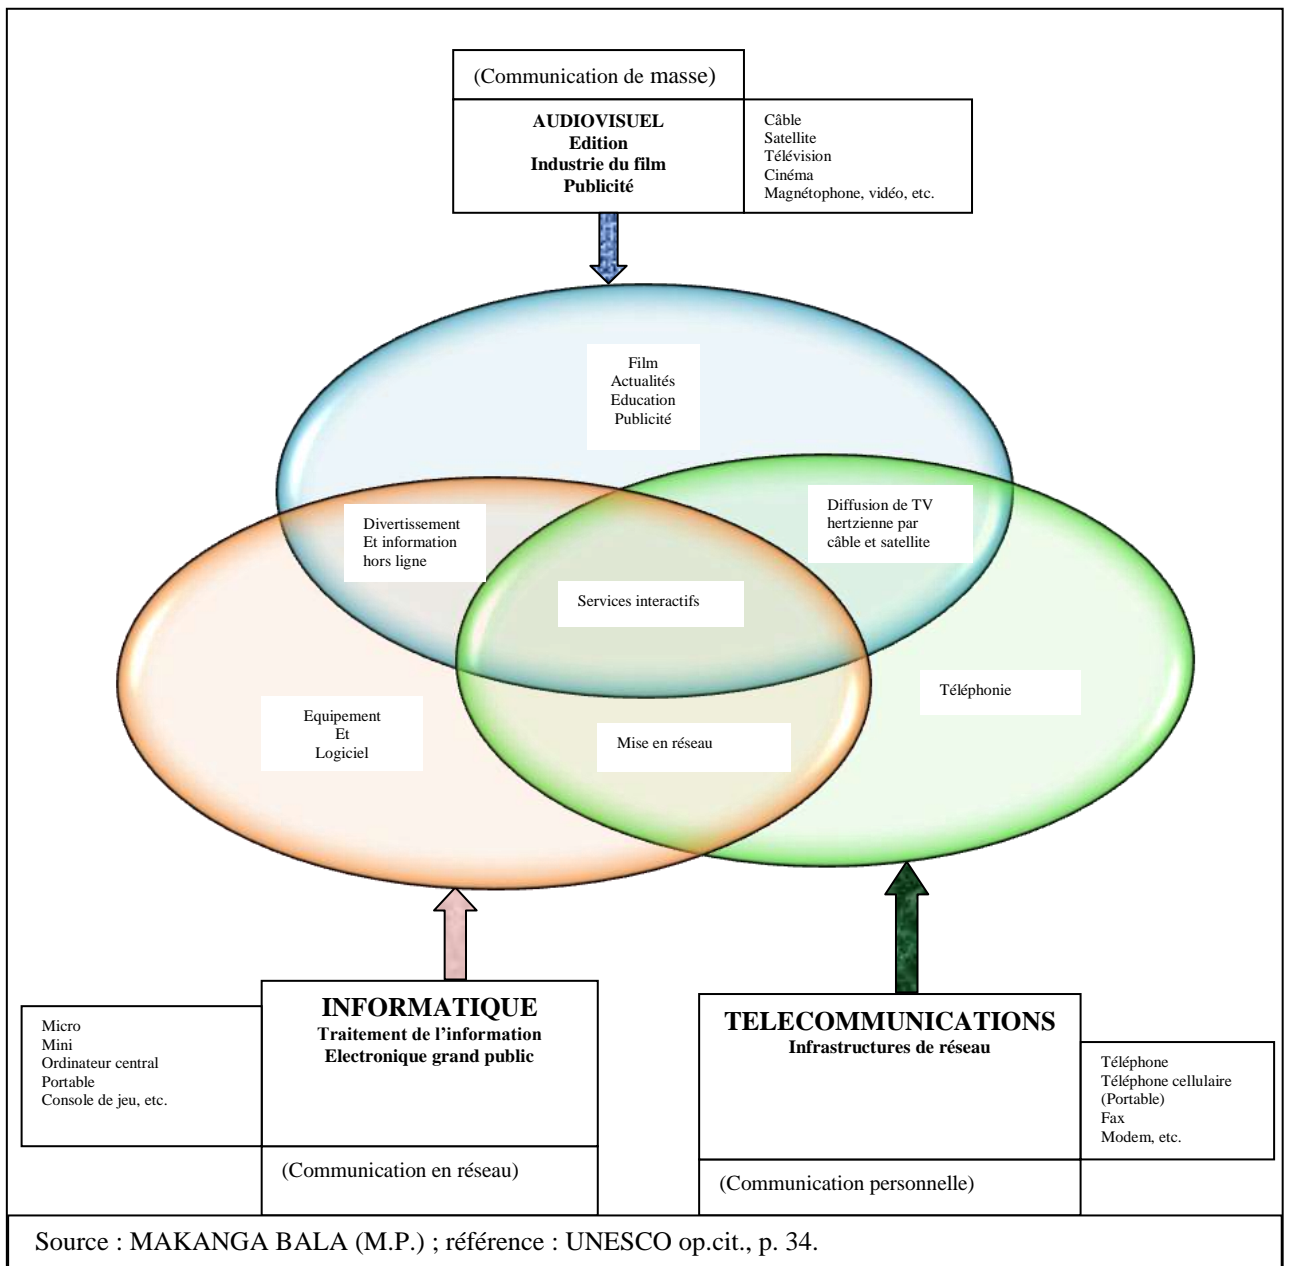 (Communication de masse)
AUDIOVISUEL
Edition
Industrie du film
Publicité
Câble
Satellite
Télévision
Cinéma
Magnétophone, vidéo, etc.
Film
Actualités
Education
Publicité
Divertissement
Et information
hors ligne
Diffusion de TV
hertzienne par
câble et satellite
Services interactifs
Equipement
Et
Logiciel
Mise en réseau
Téléphonie
Micro
Mini
Ordinateur central
Portable
Console de jeu, etc.
INFORMATIQUE
Traitement de l’information
Electronique grand public
(Communication en réseau)
TELECOMMUNICATIONS
Infrastructures de réseau
(Communication personnelle)
Téléphone
Téléphone cellulaire
(Portable)
Fax
Modem, etc.
Source : MAKANGA BALA (M.P.) ; référence : UNESCO op.cit., p. 34.